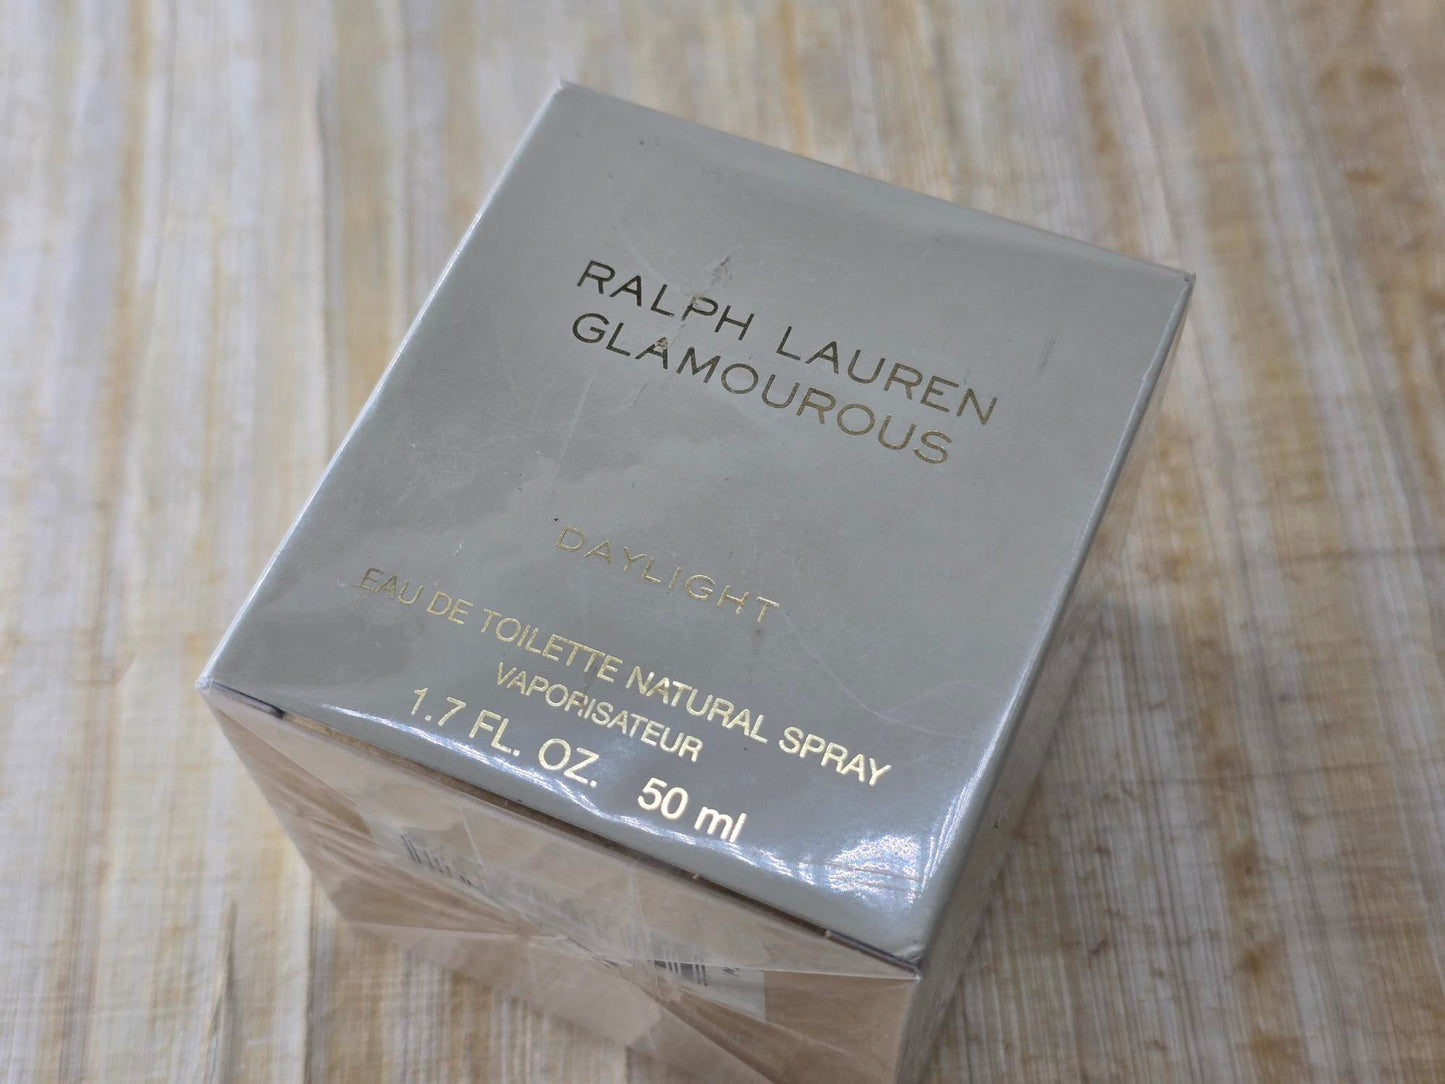 RALPH LAUREN
GLAMOUROUS
DAYLIGHT
EAU DE TOILETTE NATURAL SPRAY
VAPORISATEUR
1.7 FL. OZ. 50 ml